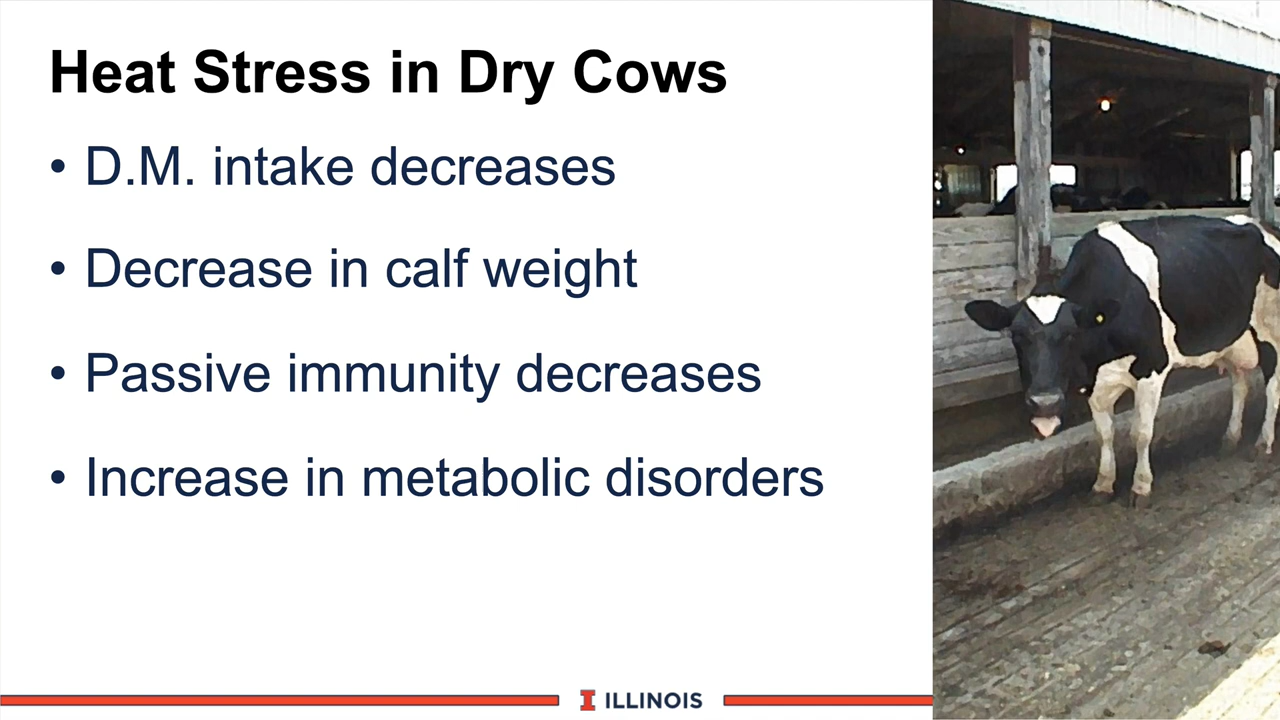 Heat Stress in Dry Cows
• D.M. intake decreases
• Decrease in calf weight
• Passive immunity decreases
• Increase in metabolic disorders
I ILLINOIS